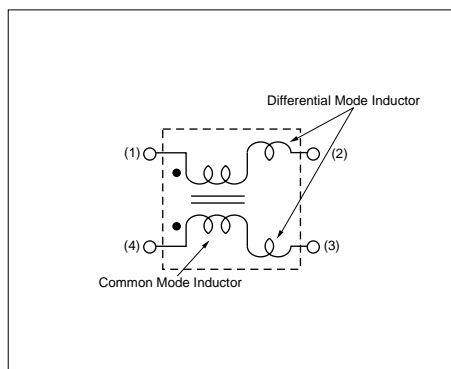 Differential Mode Inductor
(1)
(2)
(4)
(3)
Common Mode Inductor